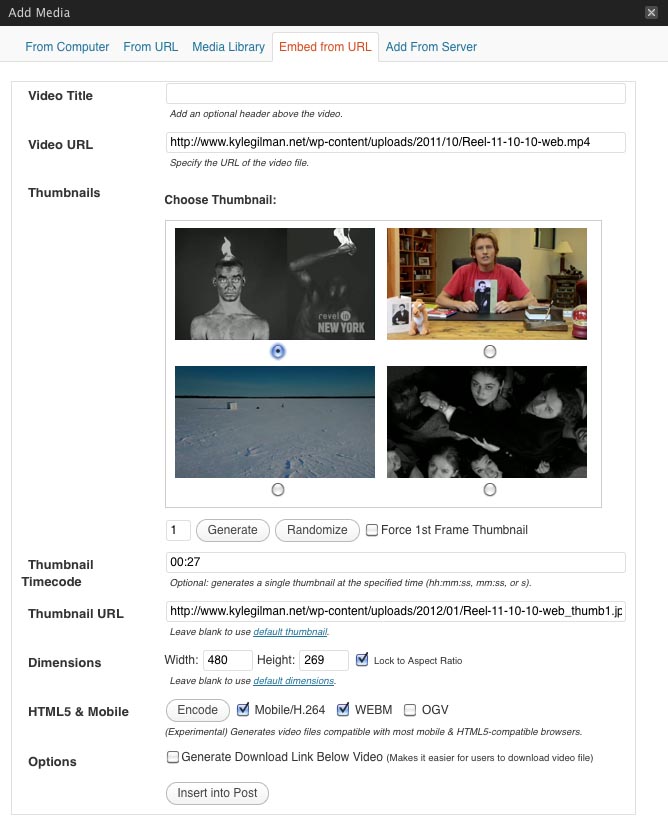 Add Media
From Computer From URL Media Library Embed from URL Add From Server
Video Title
Add an optional header above the video.
Video URL http://www.kylegilman.net/wp-content/uploads/2011/10/Reel-11-10-10-web.mp4
Specify the URL of the video file.
Thumbnails
Choose Thumbnail:
revel in
NEW YORK
1 Generate Randomize Force 1st Frame Thumbnail
Thumbnail Timecode 00:27
Optional: generates a single thumbnail at the specified time (hh:mm:ss, mm:ss, or s).
Thumbnail URL http://www.kylegilman.net/wp-content/uploads/2012/01/Reel-11-10-10-web_thumb1.jp
Leave blank to use default thumbnail.
Dimensions Width: 480 Height: 269 Lock to Aspect Ratio
Leave blank to use default dimensions.
HTML5 & Mobile Encode Mobile/H.264 WEBM OGV
(Experimental) Generates video files compatible with most mobile & HTML5-compatible browsers.
Options Generate Download Link Below Video (Makes it easier for users to download video file)
Insert into Post